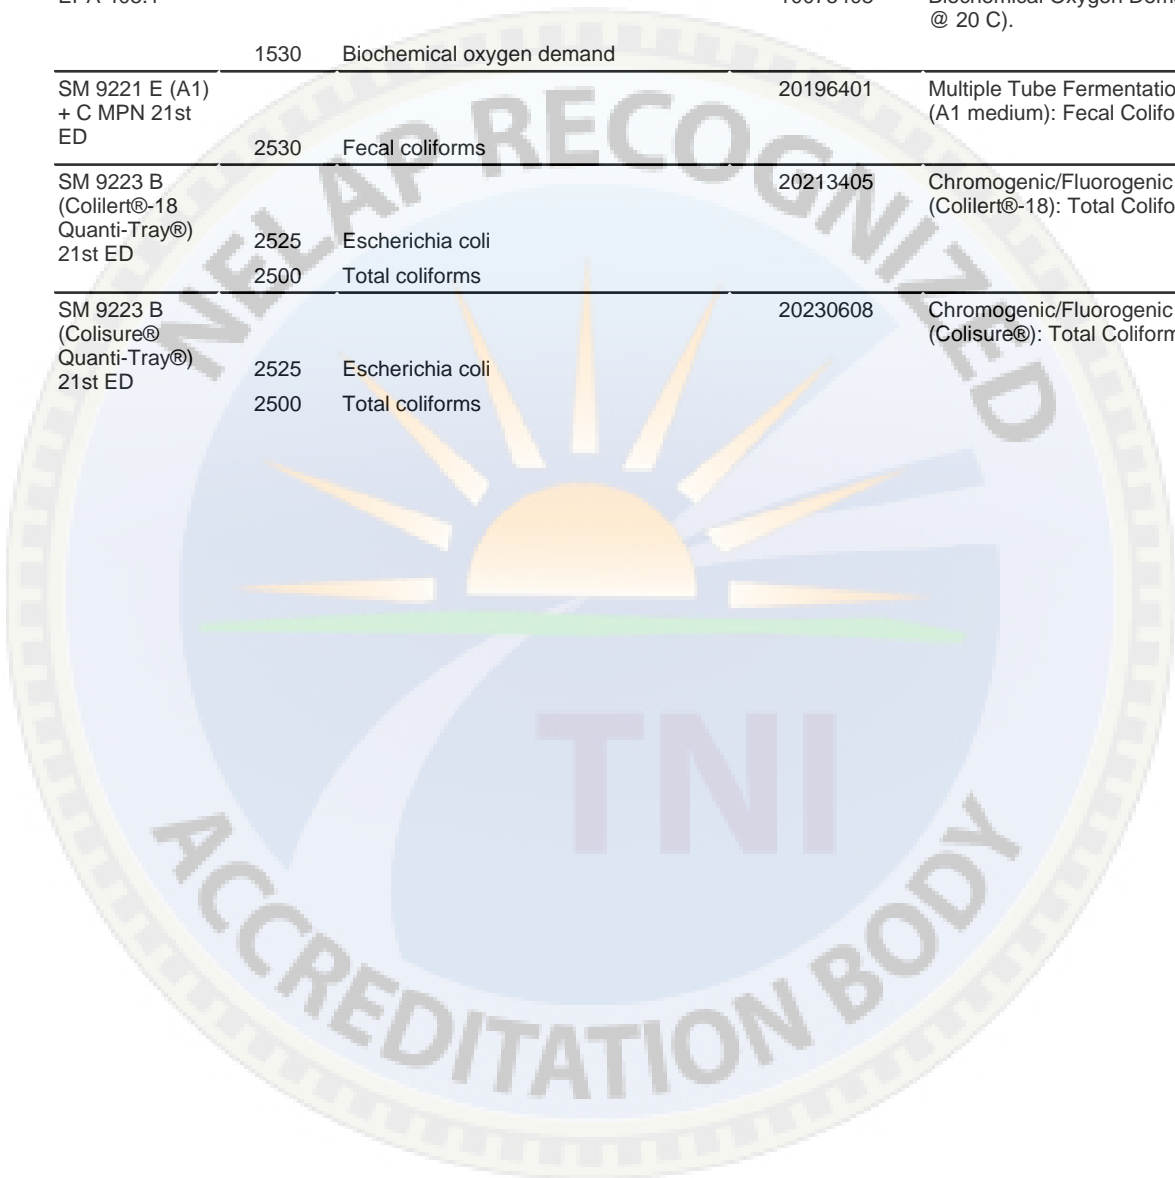 Biochemical Oxygen
@ 20 C).
1530 Biochemical oxygen demand
SM 9221 E (A1) 20196401 Multiple Tube Fermentatio
+ C MPN 21st (A1 medium): Fecal Colifo
ED
2530 Fecal coliforms
SM 9223 B 20213405 Chromogenic/Fluorogenic
(Colilert®-18 (Colilert®-18): Total Colifo
Quanti-Tray®)
2525 Escherichia coli
21st ED
2500 Total coliforms
SM 9223 B 20230608 Chromogenic/Fluorogenic
(Colisure® (Colisure®): Total Coliform
Quanti-Tray®)
2525 Escherichia coli
21st ED
2500 Total coliforms
NELAP RECOGNIZED
TNI
ACCREDITATION BODY